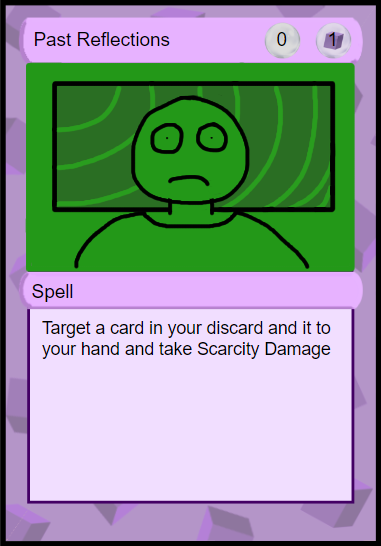 Past Reflections 0 1
Spell
Target a card in your discard and it to
your hand and take Scarcity Damage